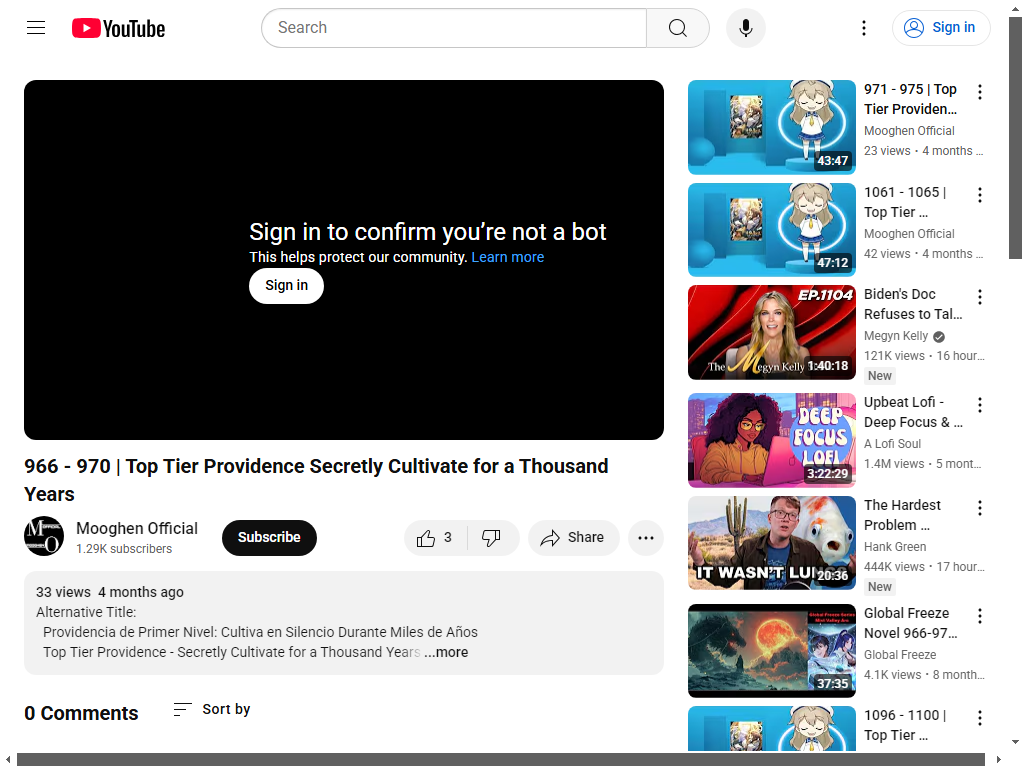 YouTube
Search
Sign in
Sign in to confirm you’re not a bot
This helps protect our community. Learn more
Sign in
966 - 970 | Top Tier Providence Secretly Cultivate for a Thousand
Years
Mooghen Official
1.29K subscribers
Subscribe
3
Share
33 views 4 months ago
Alternative Title:
Providencia de Primer Nivel: Cultiva en Silencio Durante Miles de Años
Top Tier Providence - Secretly Cultivate for a Thousand Years ...more
0 Comments
Sort by
43:47
971 - 975 | Top
Tier Providen...
Mooghen Official
23 views • 4 months ...
47:12
1061 - 1065 |
Top Tier ...
Mooghen Official
42 views • 4 months ...
EP.1104
The Megyn Kelly
1:40:18
Biden's Doc
Refuses to Tal...
Megyn Kelly
121K views • 16 hour...
New
DEEP
FOCUS
LOFI
3:22:29
Upbeat Lofi -
Deep Focus & ...
A Lofi Soul
1.4M views • 5 mont...
IT WASN'T
20:36
The Hardest
Problem ...
Hank Green
444K views • 17 hour...
New
37:35
Global Freeze
Novel 966-97...
Global Freeze
4.1K views • 8 month...
1096 - 1100 |
Top Tier ...